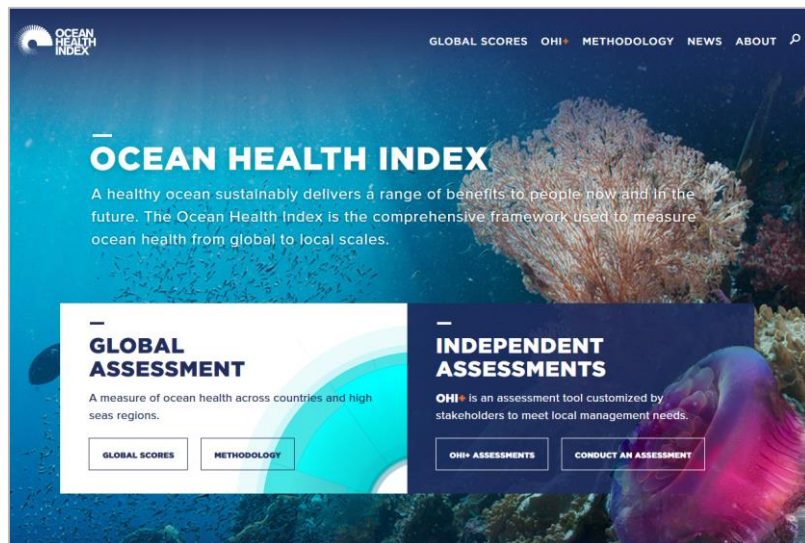 OCEAN
HEALTH
INDEX
GLOBAL SCORES OHI+ METHODOLOGY NEWS ABOUT
OCEAN HEALTH INDEX
A healthy ocean sustainably delivers a range of benefits to people now and in the
future. The Ocean Health Index is the comprehensive framework used to measure
ocean health from global to local scales.
GLOBAL
ASSESSMENT
A measure of ocean health across countries and high
seas regions.
GLOBAL SCORES METHODOLOGY
INDEPENDENT
ASSESSMENTS
OHI+ is an assessment tool customized by
stakeholders to meet local management needs.
OHI+ ASSESSMENTS CONDUCT AN ASSESSMENT